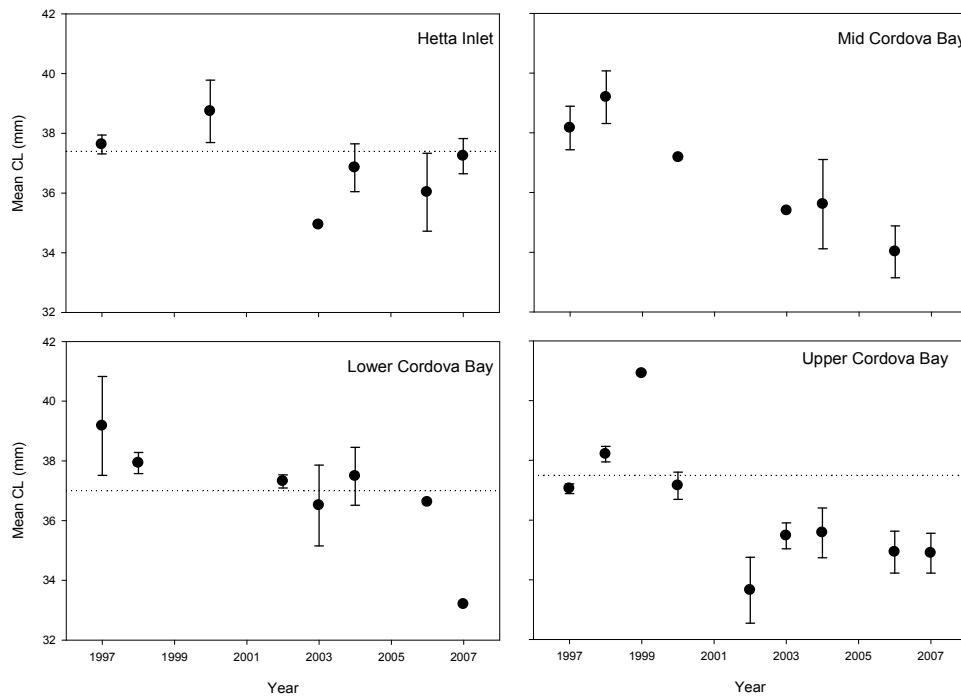 42
40
38
36
34
32
Mean CL (mm)
Hetta Inlet
Mid Cordova Bay
42
40
38
36
34
32
Mean CL (mm)
Lower Cordova Bay
1997 1999 2001 2003 2005 2007
Year
Upper Cordova Bay
1997 1999 2001 2003 2005 2007
Year